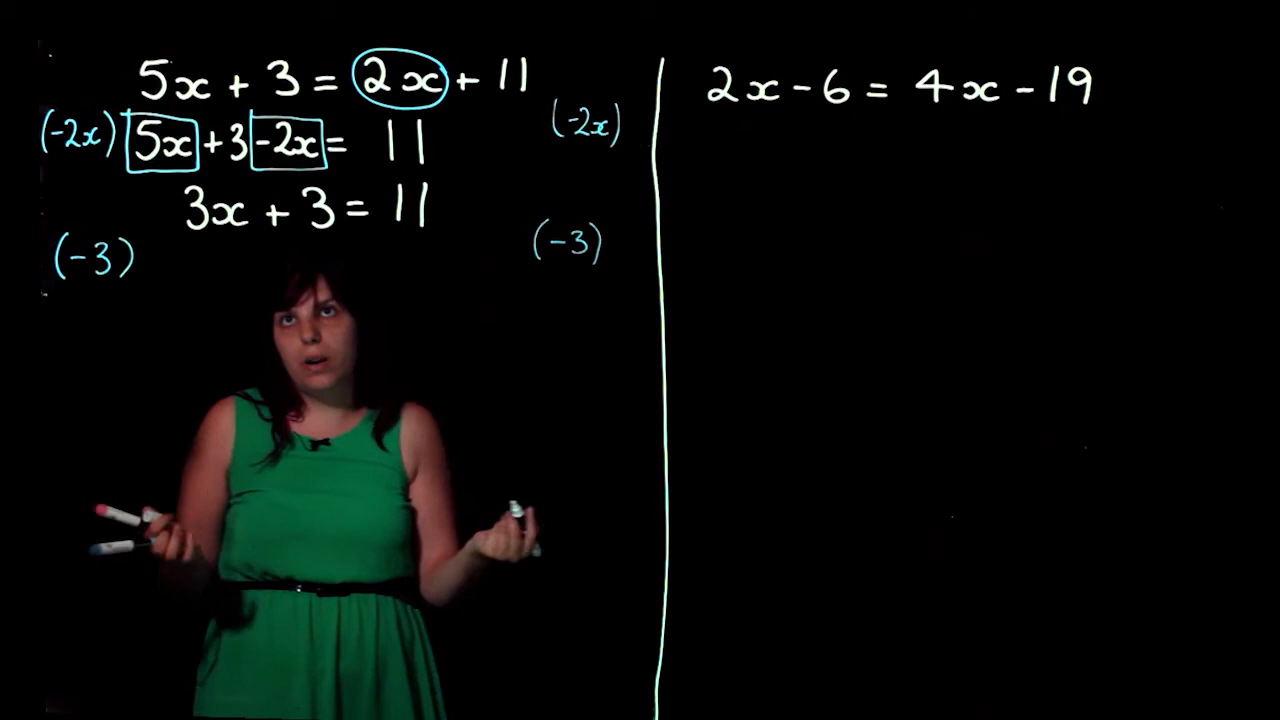 5x + 3 = 2x + 11
(-2x) 5x + 3 - 2x = 11 (-2x)
3x + 3 = 11
(-3) (-3)
2x - 6 = 4x - 19